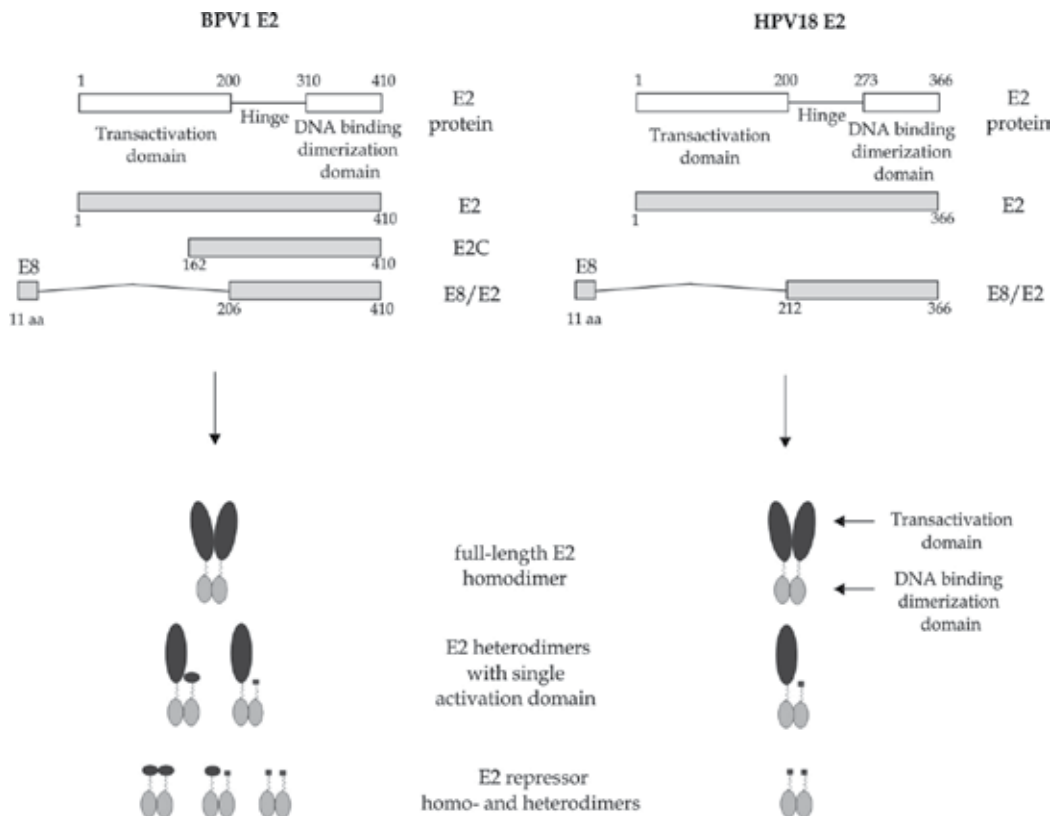 BPV1 E2
1 200 310 410
Hinge
Transactivation
domain
DNA binding
dimerization
domain
E2
protein
1 410
E2
162 410
E2C
E8
11 aa
206 410
E8/E2
HPV18 E2
1 200 273 366
Hinge
Transactivation
domain
DNA binding
dimerization
domain
E2
protein
1 366
E2
E8
11 aa
212 366
E8/E2
full-length E2
homodimer
Transactivation
domain
DNA binding
dimerization
domain
E2 heterodimers
with single
activation domain
E2 repressor
homo- and heterodimers